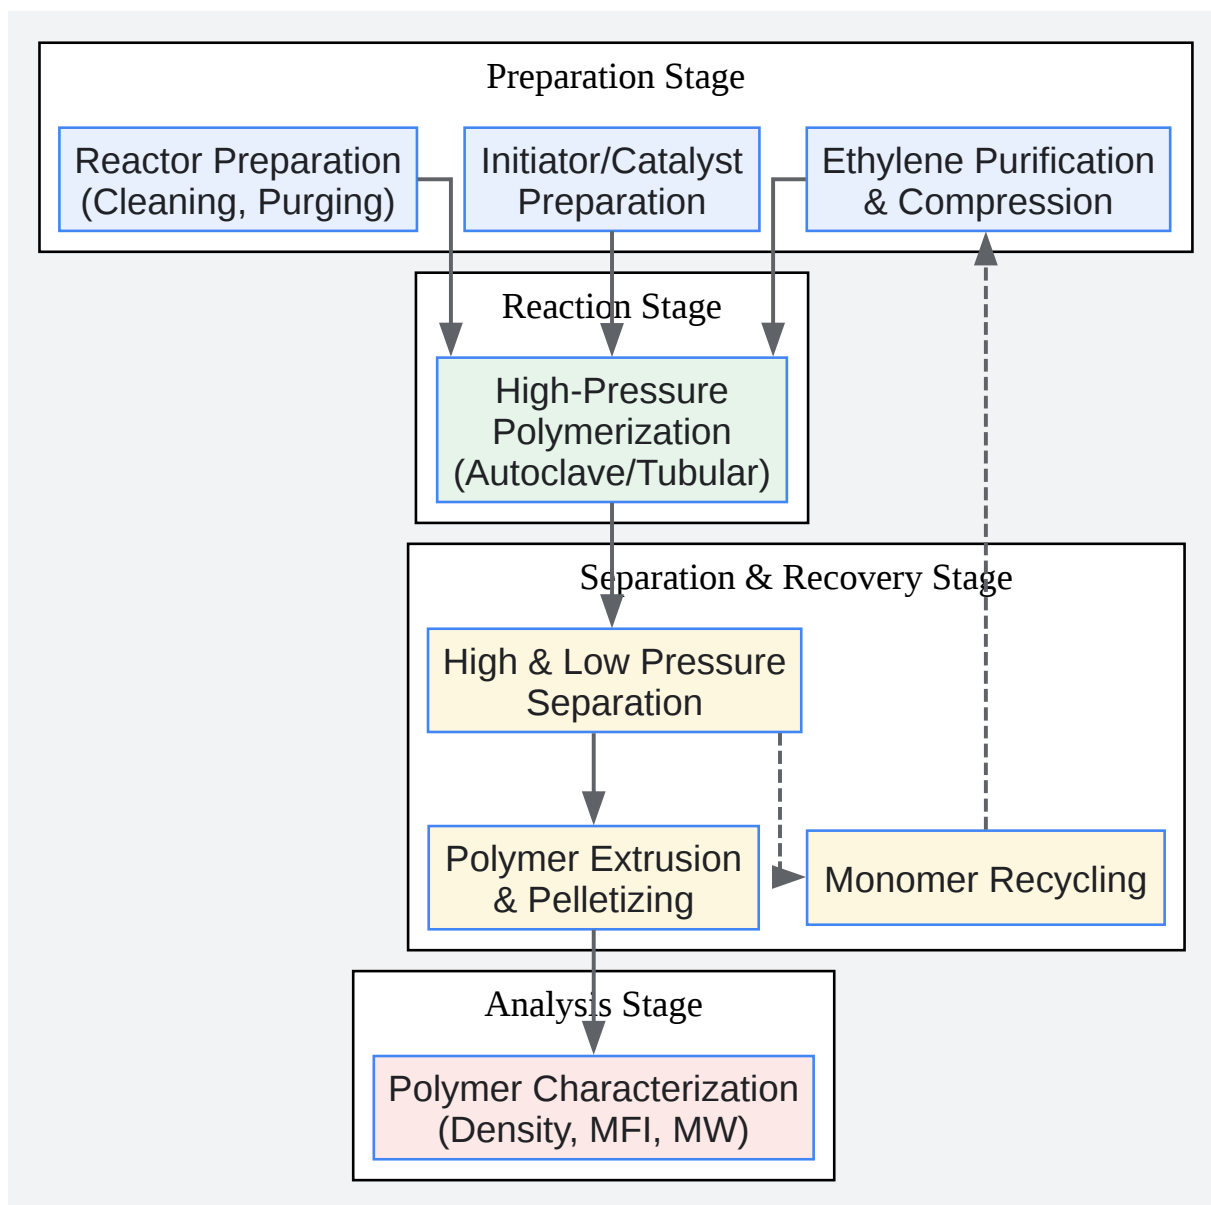 Preparation Stage
Reactor Preparation
(Cleaning, Purging)
Initiator/Catalyst
Preparation
Ethylene Purification
& Compression
Reaction Stage
High-Pressure
Polymerization
(Autoclave/Tubular)
Separation & Recovery Stage
High & Low Pressure
Separation
Polymer Extrusion
& Pelletizing
Monomer Recycling
Analysis Stage
Polymer Characterization
(Density, MFI, MW)